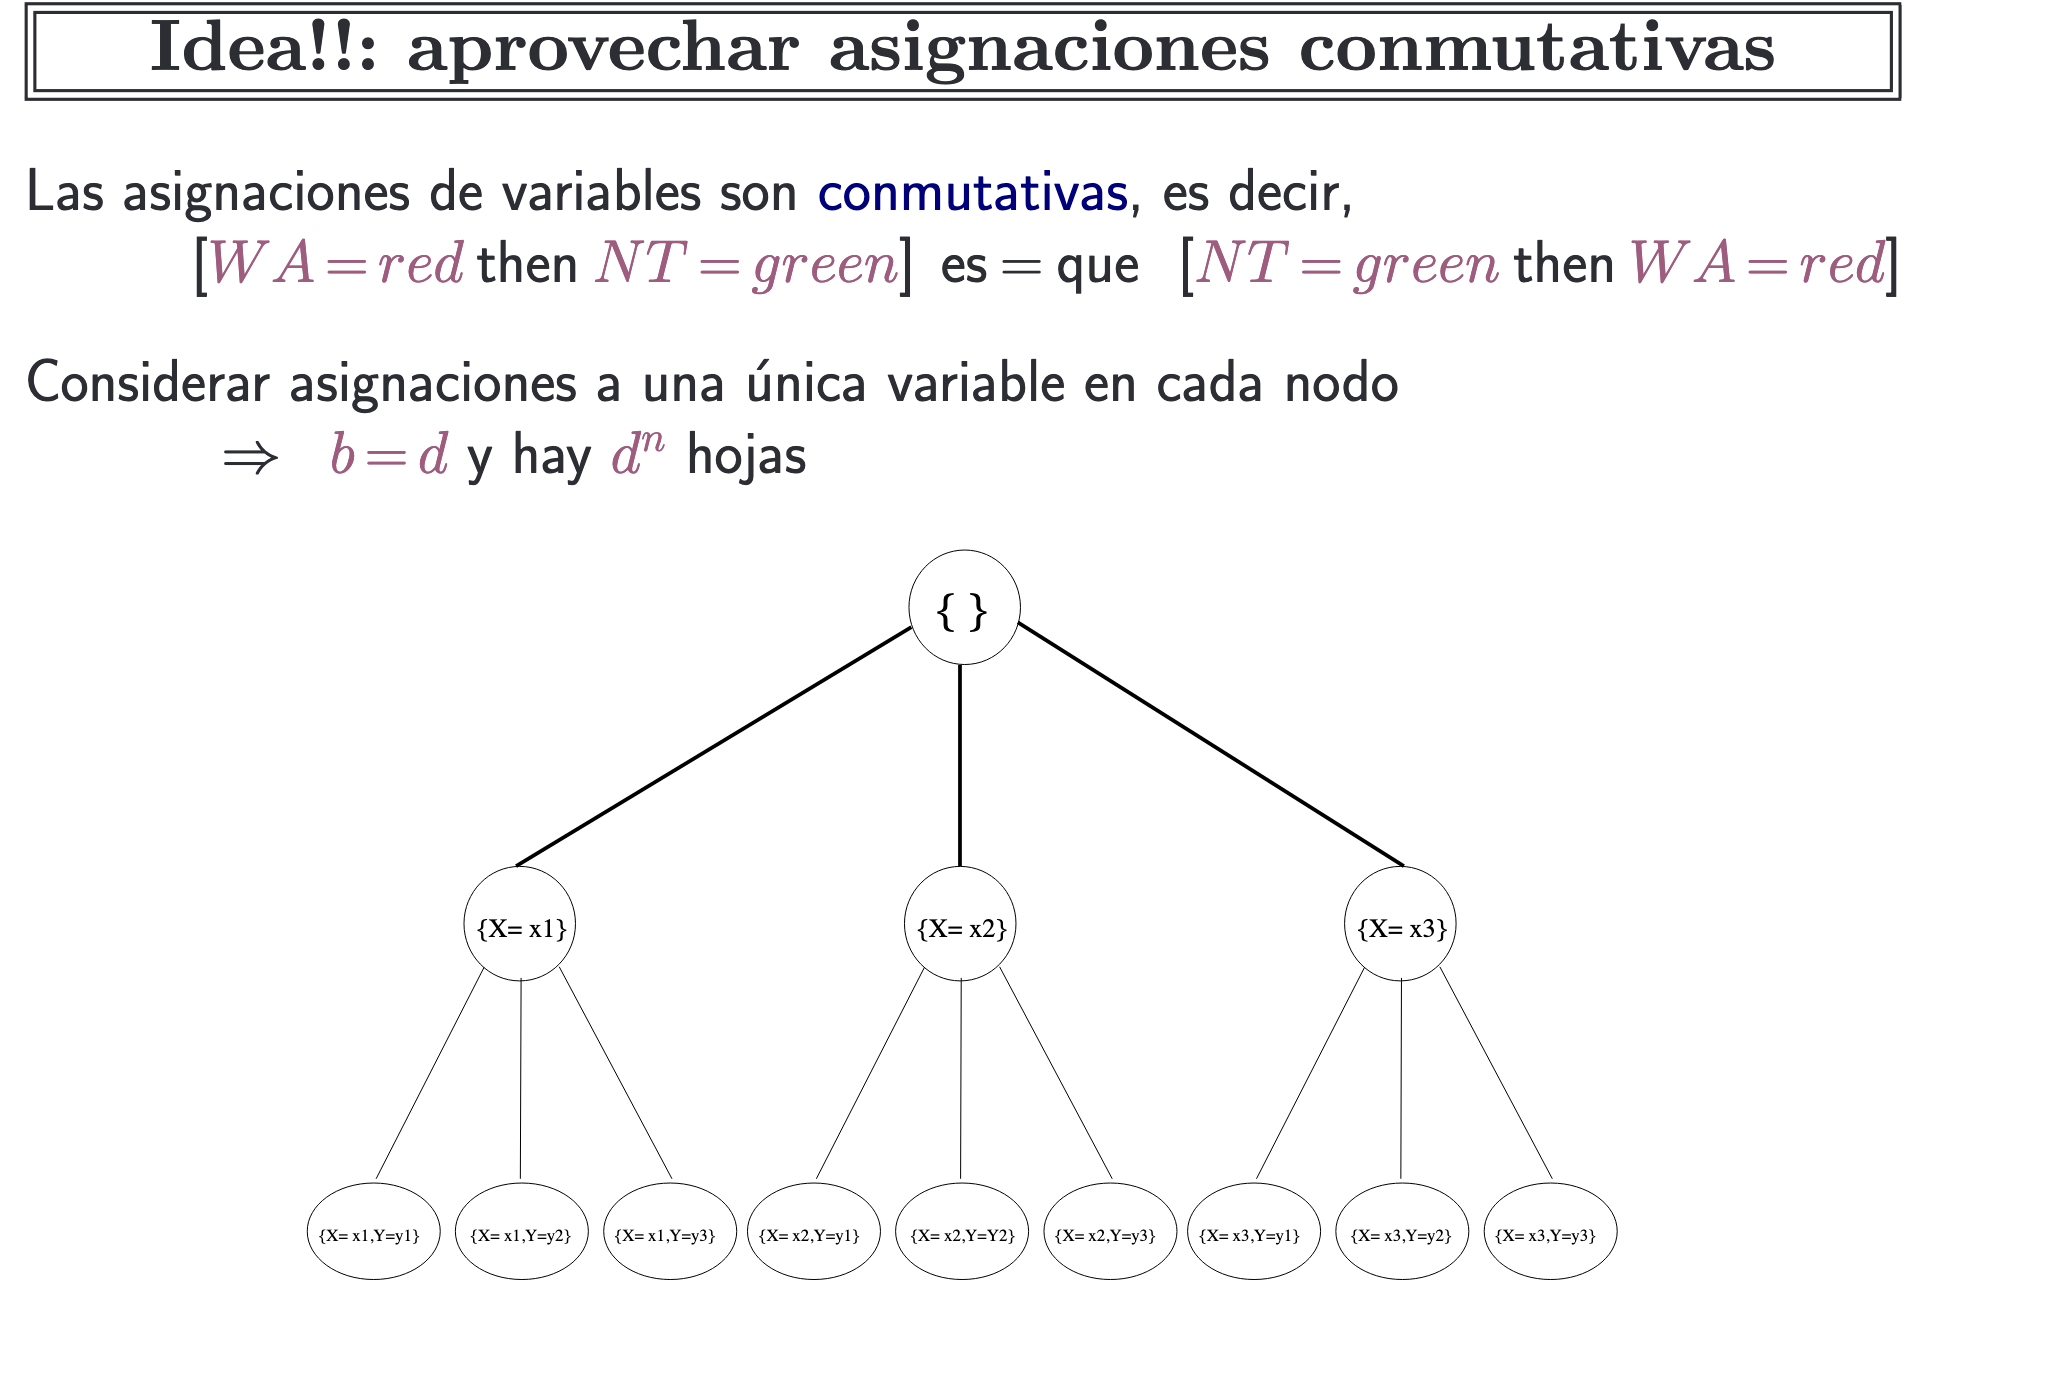 Idea!!: aprovechar asignaciones conmutativas
Las asignaciones de variables son conmutativas, es decir,
[WA = red then NT = green] es = que [NT = green then WA = red]
Considerar asignaciones a una única variable en cada nodo
⇒ b = d y hay dⁿ hojas
{ }
{X= x1} {X= x2} {X= x3}
{X= x1,Y=y1} {X= x1,Y=y2} {X= x1,Y=y3} {X= x2,Y=y1} {X= x2,Y=Y2} {X= x2,Y=y3} {X= x3,Y=y1} {X= x3,Y=y2} {X= x3,Y=y3}